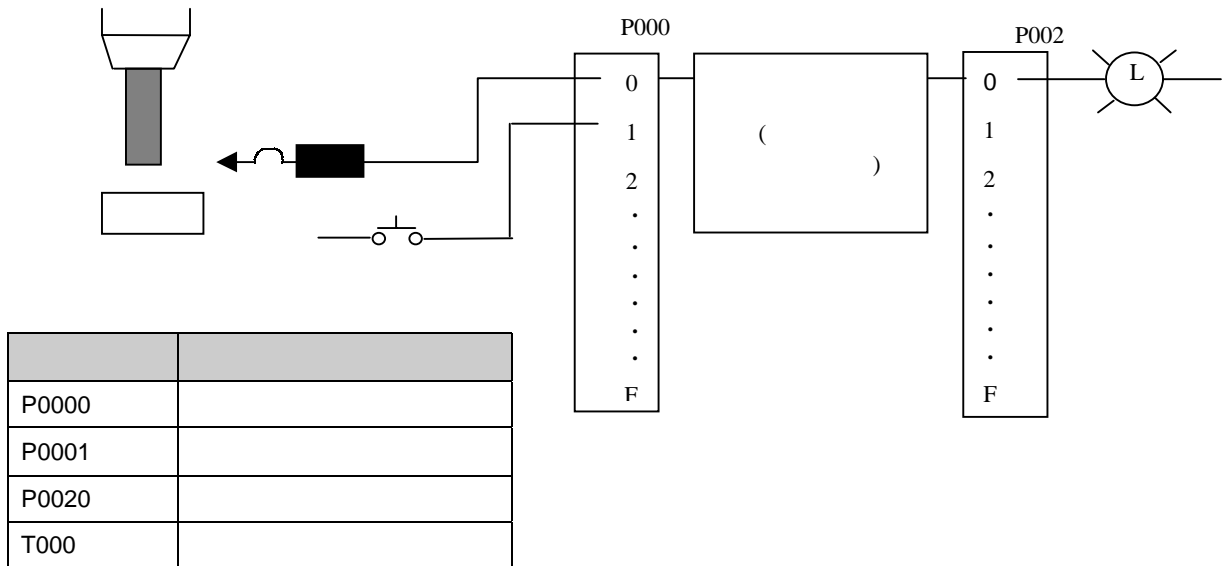 P000
P002
0
1
2
.
.
.
.
.
.
F
(
)
0
1
2
.
.
.
.
.
.
F
L
P0000
P0001
P0020
T000